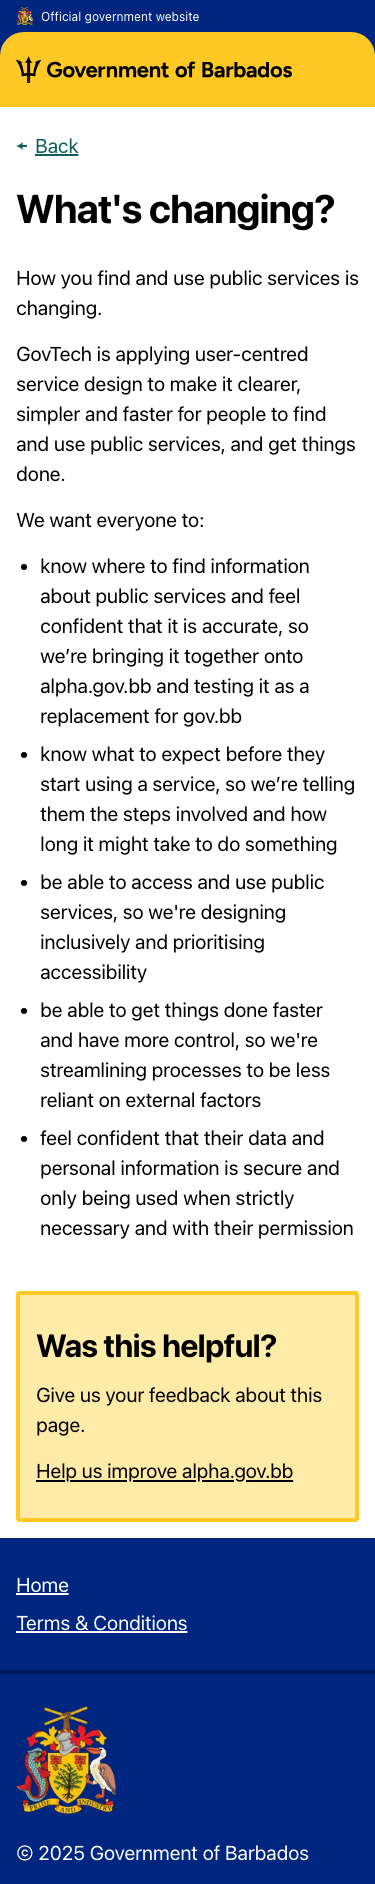 Official government website
Government of Barbados
Back
What's changing?
How you find and use public services is
changing.
GovTech is applying user-centred
service design to make it clearer,
simpler and faster for people to find
and use public services, and get things
done.
We want everyone to:
• know where to find information
about public services and feel
confident that it is accurate, so
we’re bringing it together onto
alpha.gov.bb and testing it as a
replacement for gov.bb
• know what to expect before they
start using a service, so we’re telling
them the steps involved and how
long it might take to do something
• be able to access and use public
services, so we're designing
inclusively and prioritising
accessibility
• be able to get things done faster
and have more control, so we're
streamlining processes to be less
reliant on external factors
• feel confident that their data and
personal information is secure and
only being used when strictly
necessary and with their permission
Was this helpful?
Give us your feedback about this
page.
Help us improve alpha.gov.bb
Home
Terms & Conditions
PRIDE AND INDUSTRY
© 2025 Government of Barbados